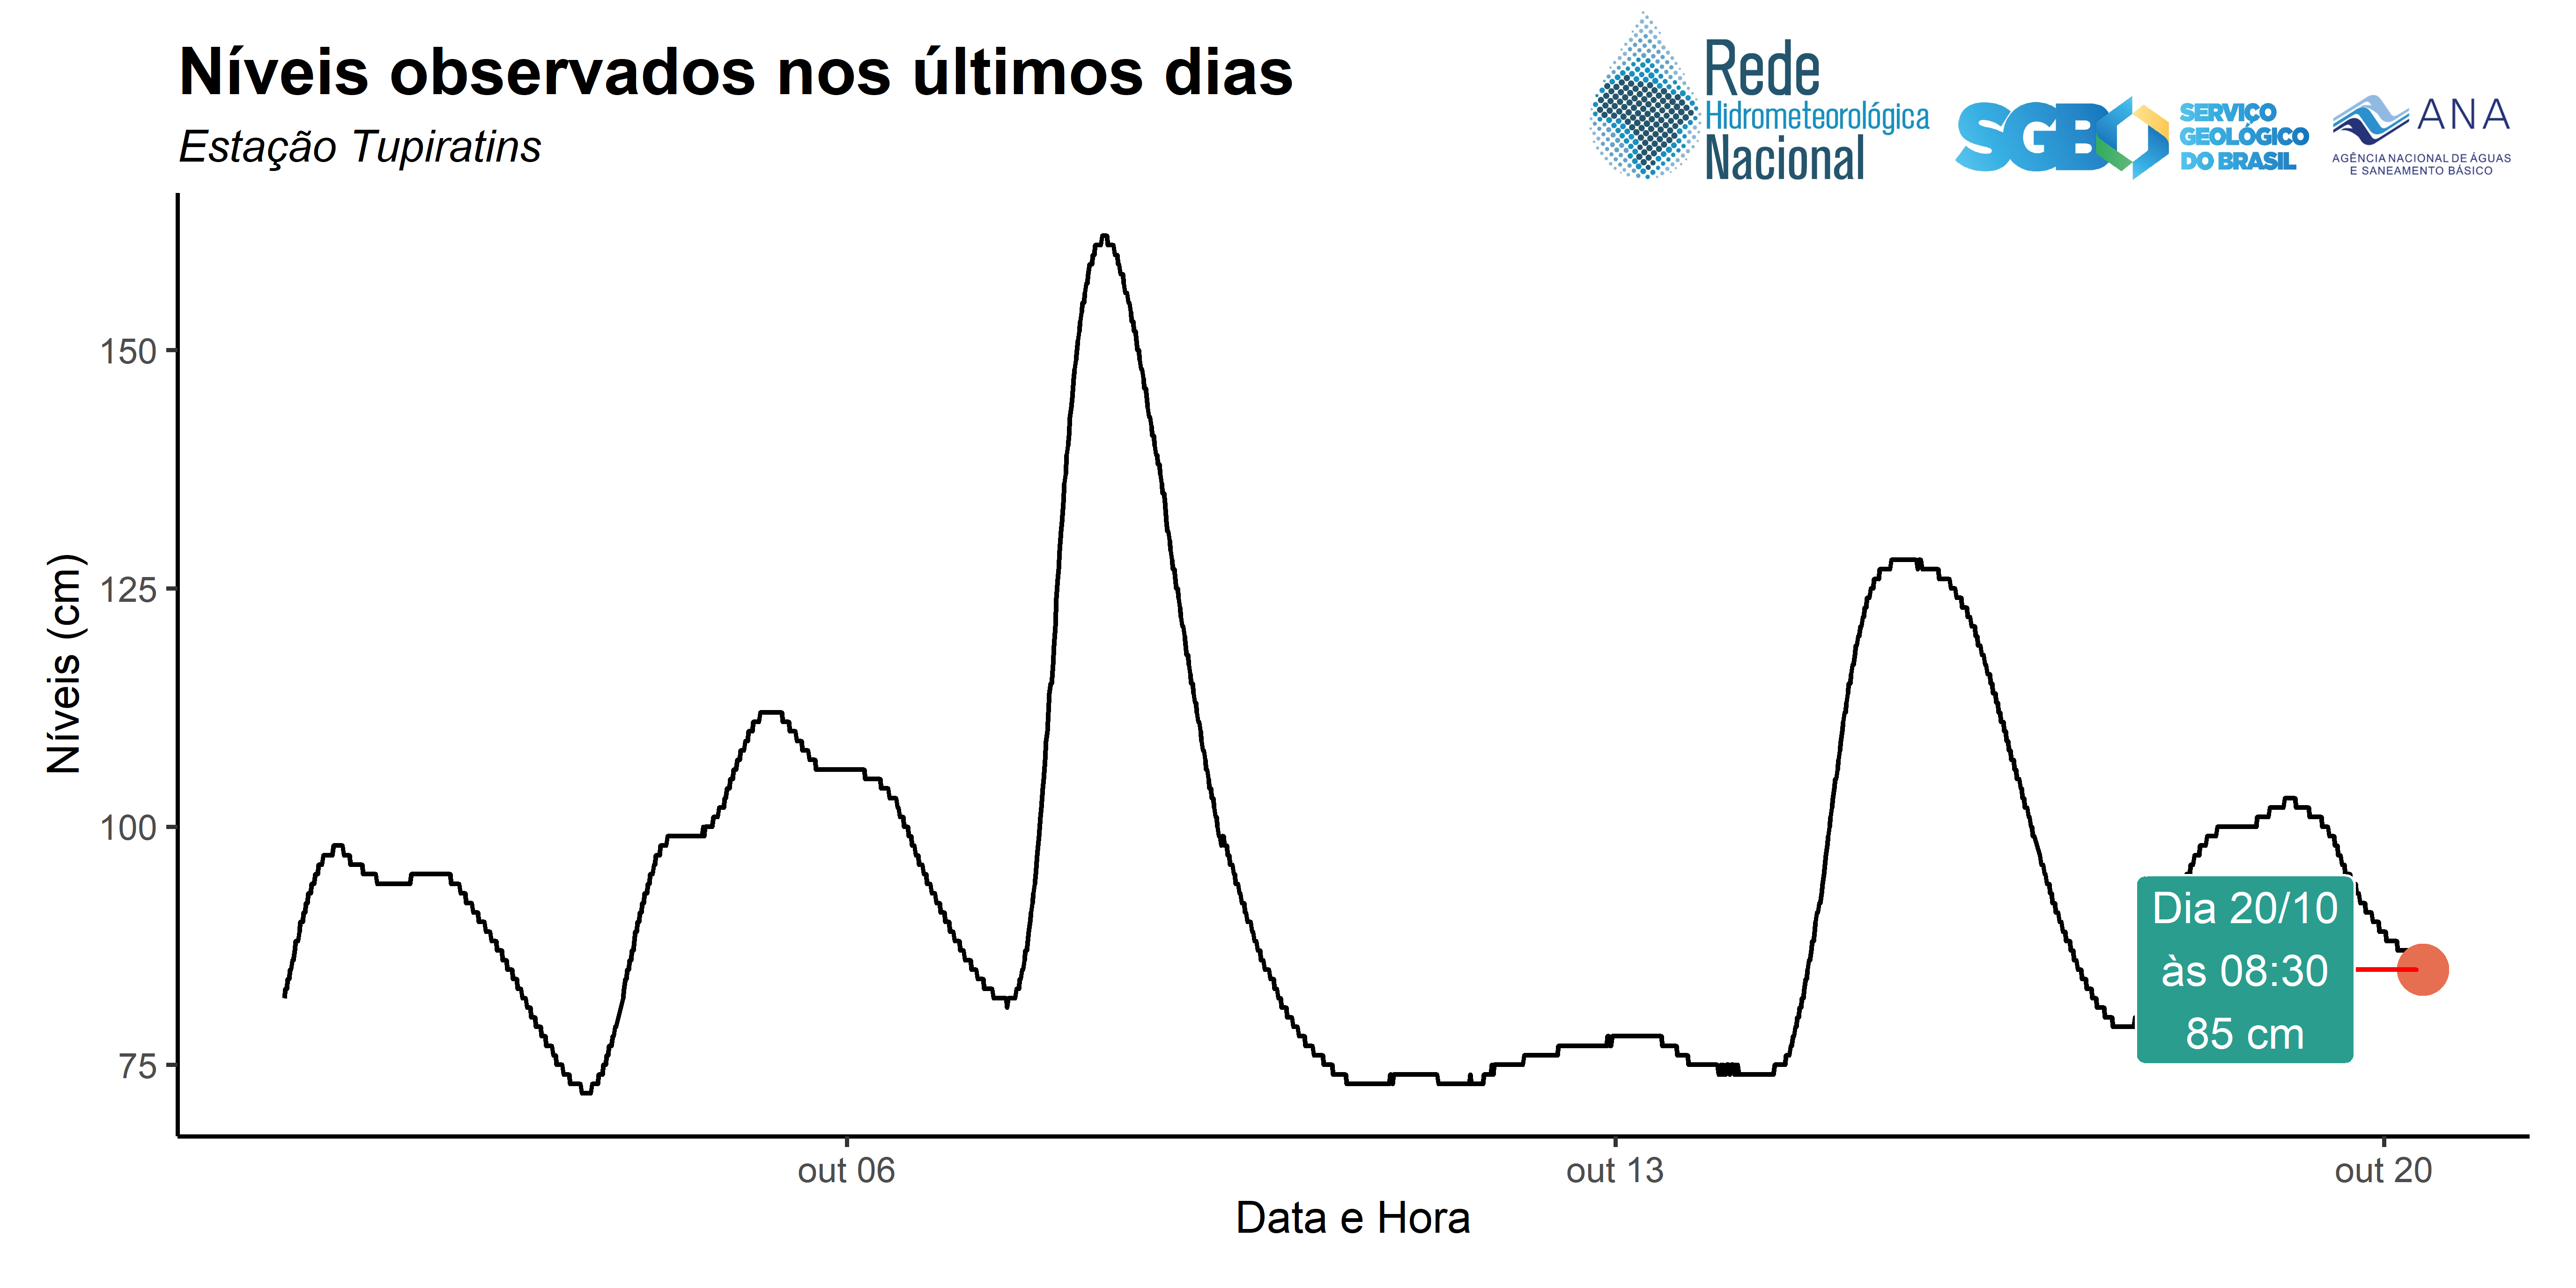 Níveis observados nos últimos dias
Estação Tupiratins
Rede
Hidrometeorológica
Nacional
SGB
SERVIÇO
GEOLÓGICO
DO BRASIL
ANA
AGÊNCIA NACIONAL DE ÁGUAS
E SANEAMENTO BÁSICO
Níveis (cm)
150
125
100
75
Dia 20/10
às 08:30
85 cm
out 06
out 13
out 20
Data e Hora